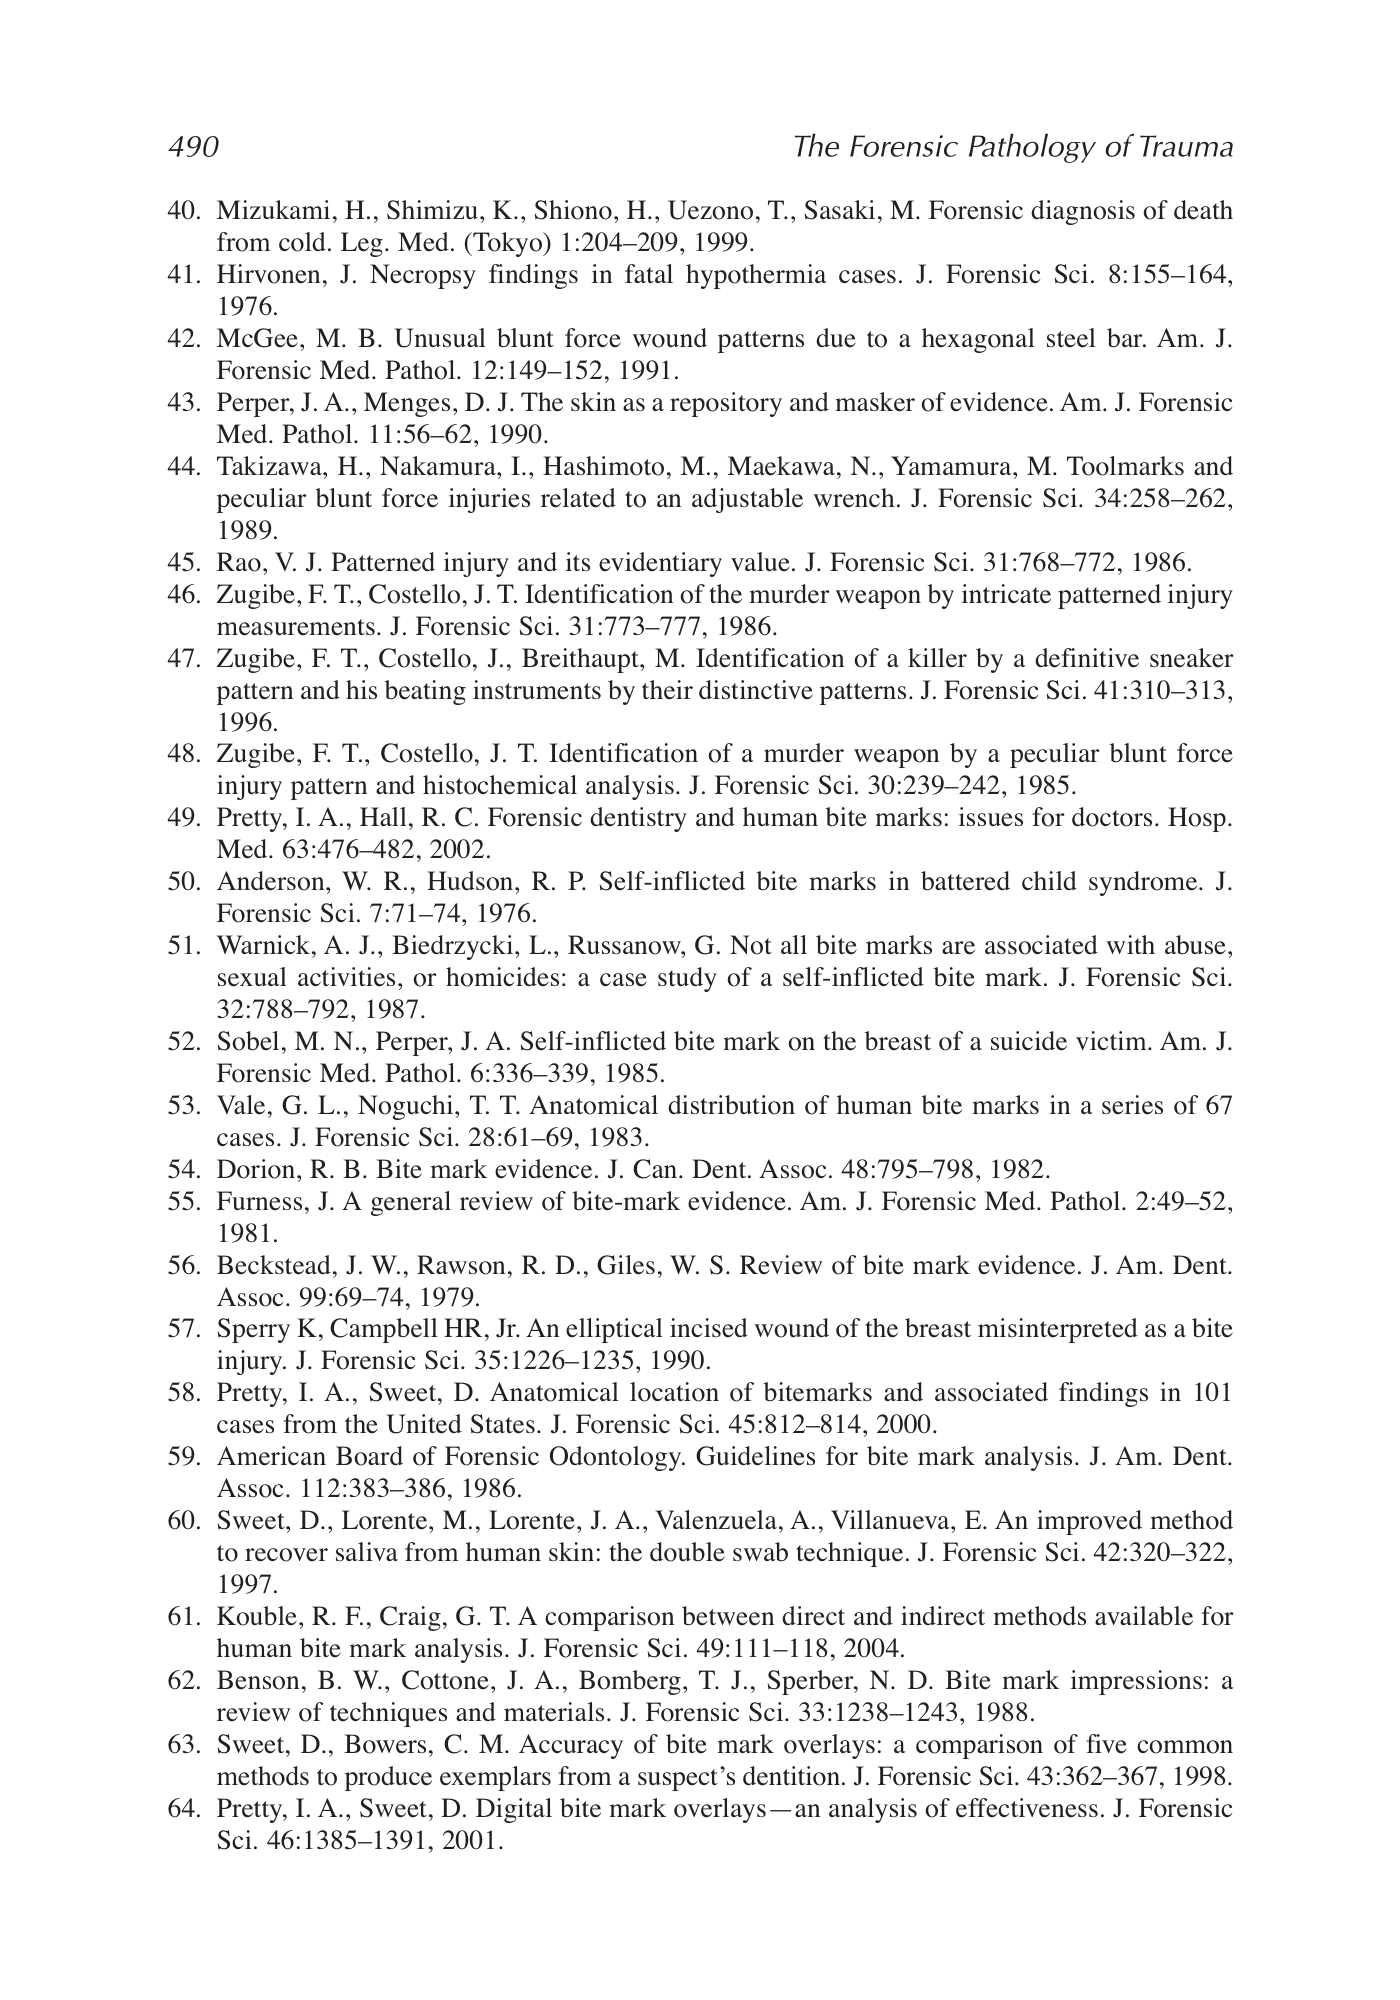 490 The Forensic Pathology of Trauma
40. Mizukami, H., Shimizu, K., Shiono, H., Uezono, T., Sasaki, M. Forensic diagnosis of death
from cold. Leg. Med. (Tokyo) 1:204–209, 1999.
41. Hirvonen, J. Necropsy findings in fatal hypothermia cases. J. Forensic Sci. 8:155–164,
1976.
42. McGee, M. B. Unusual blunt force wound patterns due to a hexagonal steel bar. Am. J.
Forensic Med. Pathol. 12:149–152, 1991.
43. Perper, J. A., Menges, D. J. The skin as a repository and masker of evidence. Am. J. Forensic
Med. Pathol. 11:56–62, 1990.
44. Takizawa, H., Nakamura, I., Hashimoto, M., Maekawa, N., Yamamura, M. Toolmarks and
peculiar blunt force injuries related to an adjustable wrench. J. Forensic Sci. 34:258–262,
1989.
45. Rao, V. J. Patterned injury and its evidentiary value. J. Forensic Sci. 31:768–772, 1986.
46. Zugibe, F. T., Costello, J. T. Identification of the murder weapon by intricate patterned injury
measurements. J. Forensic Sci. 31:773–777, 1986.
47. Zugibe, F. T., Costello, J., Breithaupt, M. Identification of a killer by a definitive sneaker
pattern and his beating instruments by their distinctive patterns. J. Forensic Sci. 41:310–313,
1996.
48. Zugibe, F. T., Costello, J. T. Identification of a murder weapon by a peculiar blunt force
injury pattern and histochemical analysis. J. Forensic Sci. 30:239–242, 1985.
49. Pretty, I. A., Hall, R. C. Forensic dentistry and human bite marks: issues for doctors. Hosp.
Med. 63:476–482, 2002.
50. Anderson, W. R., Hudson, R. P. Self-inflicted bite marks in battered child syndrome. J.
Forensic Sci. 7:71–74, 1976.
51. Warnick, A. J., Biedrzycki, L., Russanow, G. Not all bite marks are associated with abuse,
sexual activities, or homicides: a case study of a self-inflicted bite mark. J. Forensic Sci.
32:788–792, 1987.
52. Sobel, M. N., Perper, J. A. Self-inflicted bite mark on the breast of a suicide victim. Am. J.
Forensic Med. Pathol. 6:336–339, 1985.
53. Vale, G. L., Noguchi, T. T. Anatomical distribution of human bite marks in a series of 67
cases. J. Forensic Sci. 28:61–69, 1983.
54. Dorion, R. B. Bite mark evidence. J. Can. Dent. Assoc. 48:795–798, 1982.
55. Furness, J. A general review of bite-mark evidence. Am. J. Forensic Med. Pathol. 2:49–52,
1981.
56. Beckstead, J. W., Rawson, R. D., Giles, W. S. Review of bite mark evidence. J. Am. Dent.
Assoc. 99:69–74, 1979.
57. Sperry K, Campbell HR, Jr. An elliptical incised wound of the breast misinterpreted as a bite
injury. J. Forensic Sci. 35:1226–1235, 1990.
58. Pretty, I. A., Sweet, D. Anatomical location of bitemarks and associated findings in 101
cases from the United States. J. Forensic Sci. 45:812–814, 2000.
59. American Board of Forensic Odontology. Guidelines for bite mark analysis. J. Am. Dent.
Assoc. 112:383–386, 1986.
60. Sweet, D., Lorente, M., Lorente, J. A., Valenzuela, A., Villanueva, E. An improved method
to recover saliva from human skin: the double swab technique. J. Forensic Sci. 42:320–322,
1997.
61. Kouble, R. F., Craig, G. T. A comparison between direct and indirect methods available for
human bite mark analysis. J. Forensic Sci. 49:111–118, 2004.
62. Benson, B. W., Cottone, J. A., Bomberg, T. J., Sperber, N. D. Bite mark impressions: a
review of techniques and materials. J. Forensic Sci. 33:1238–1243, 1988.
63. Sweet, D., Bowers, C. M. Accuracy of bite mark overlays: a comparison of five common
methods to produce exemplars from a suspect’s dentition. J. Forensic Sci. 43:362–367, 1998.
64. Pretty, I. A., Sweet, D. Digital bite mark overlays—an analysis of effectiveness. J. Forensic
Sci. 46:1385–1391, 2001.